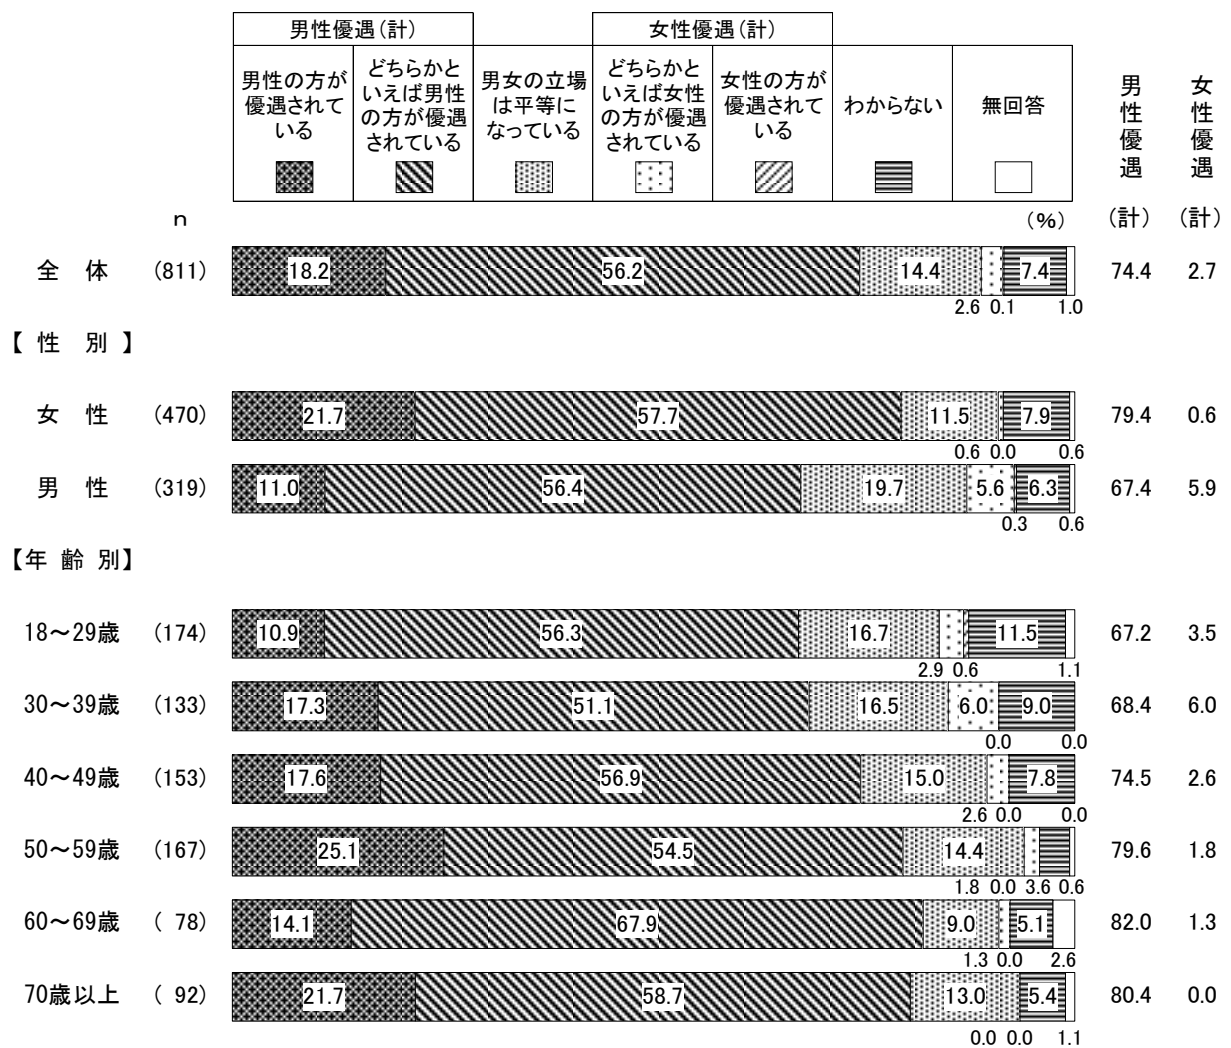 男性優遇（計） 女性優遇（計）
男性の方が
優遇されて
いる
どちらかと
いえば男性
の方が優遇
されている
男女の立場
は平等に
なっている
どちらかと
いえば女性
の方が優遇
されている
女性の方が
優遇されて
いる
わからない
無回答
男性優遇
（計）
女性優遇
（計）
n
（％）
全 体 (811) 18.2 56.2 14.4 7.4 74.4 2.7
2.6 0.1 1.0
【 性 別 】
女 性 (470) 21.7 57.7 11.5 7.9 79.4 0.6
0.6 0.0 0.6
男 性 (319) 11.0 56.4 19.7 5.6 6.3 67.4 5.9
0.3 0.6
【年 齢 別】
18～29歳 (174) 10.9 56.3 16.7 11.5 67.2 3.5
2.9 0.6 1.1
30～39歳 (133) 17.3 51.1 16.5 6.0 9.0 68.4 6.0
0.0 0.0
40～49歳 (153) 17.6 56.9 15.0 7.8 74.5 2.6
2.6 0.0 0.0
50～59歳 (167) 25.1 54.5 14.4 79.6 1.8
1.8 0.0 3.6 0.6
60～69歳 ( 78) 14.1 67.9 9.0 5.1 82.0 1.3
1.3 0.0 2.6
70歳以上 ( 92) 21.7 58.7 13.0 5.4 80.4 0.0
0.0 0.0 1.1